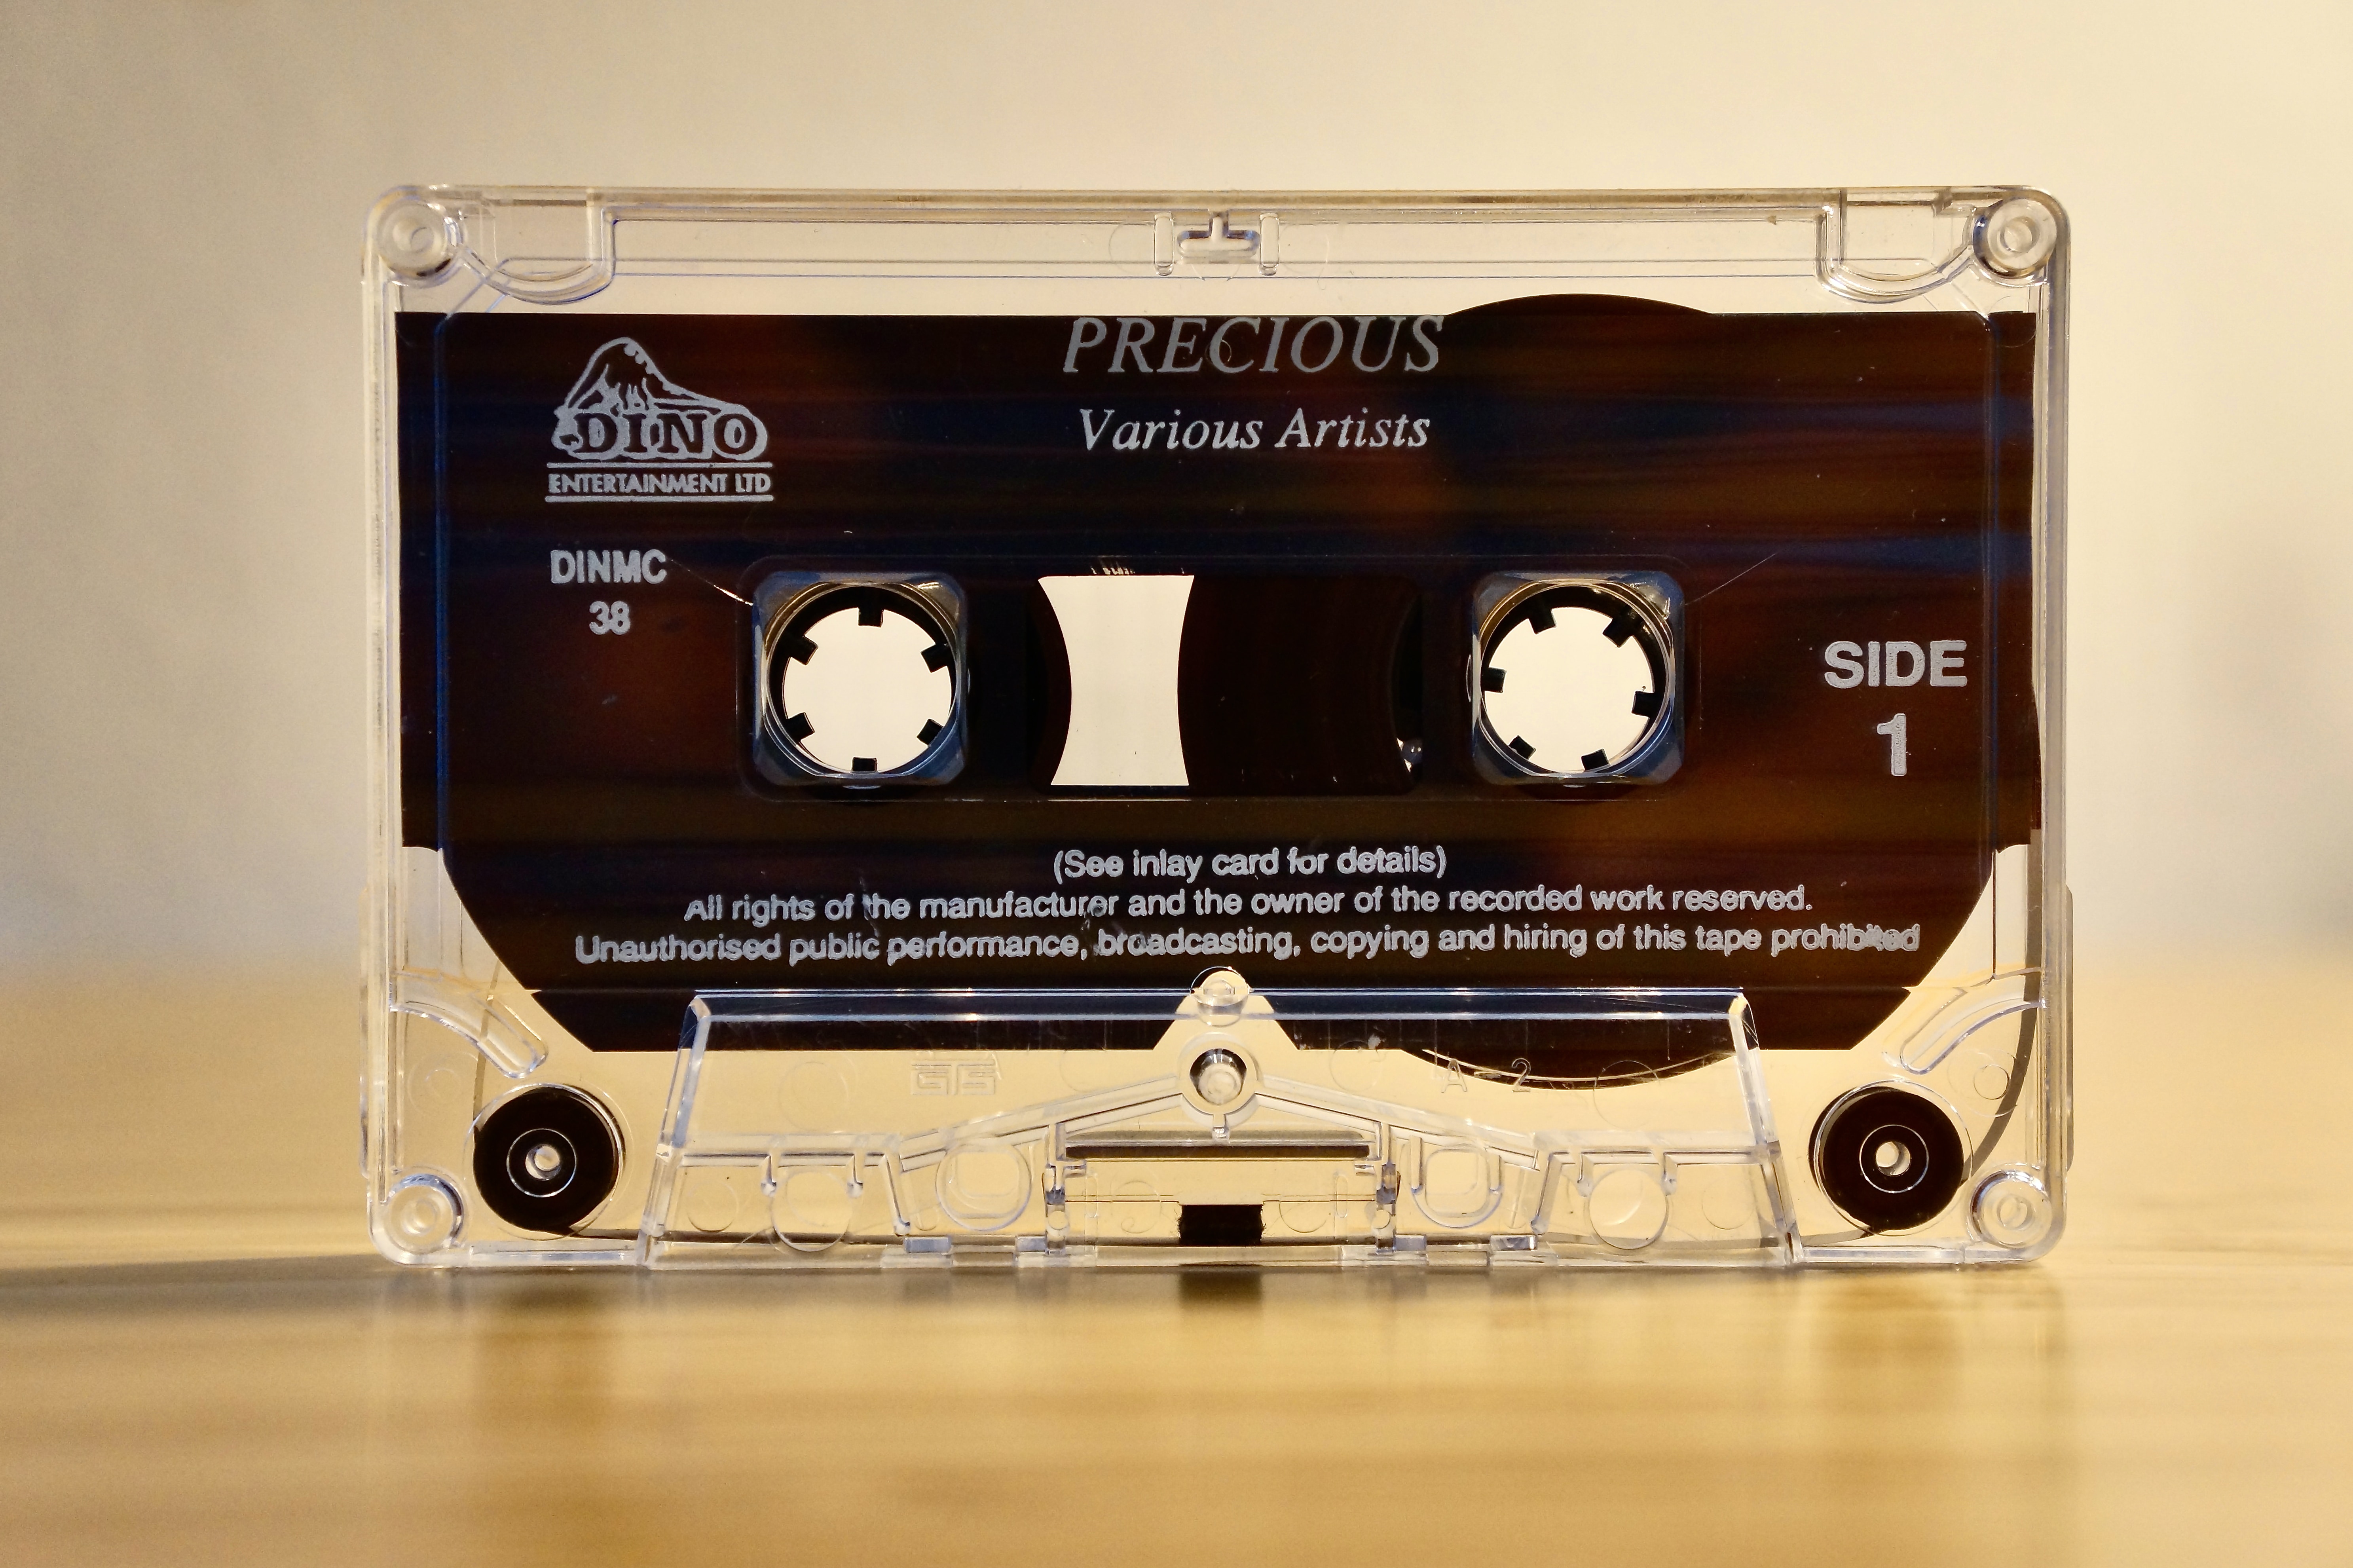 PRECIOUS
Various Artists
DINO
ENTERTAINMENT LTD
DINMC
38
SIDE
1
(See inlay card for details)
All rights of the manufacturer and the owner of the recorded work reserved.
Unauthorised public performance, broadcasting, copying and hiring of this tape prohibited
A 2